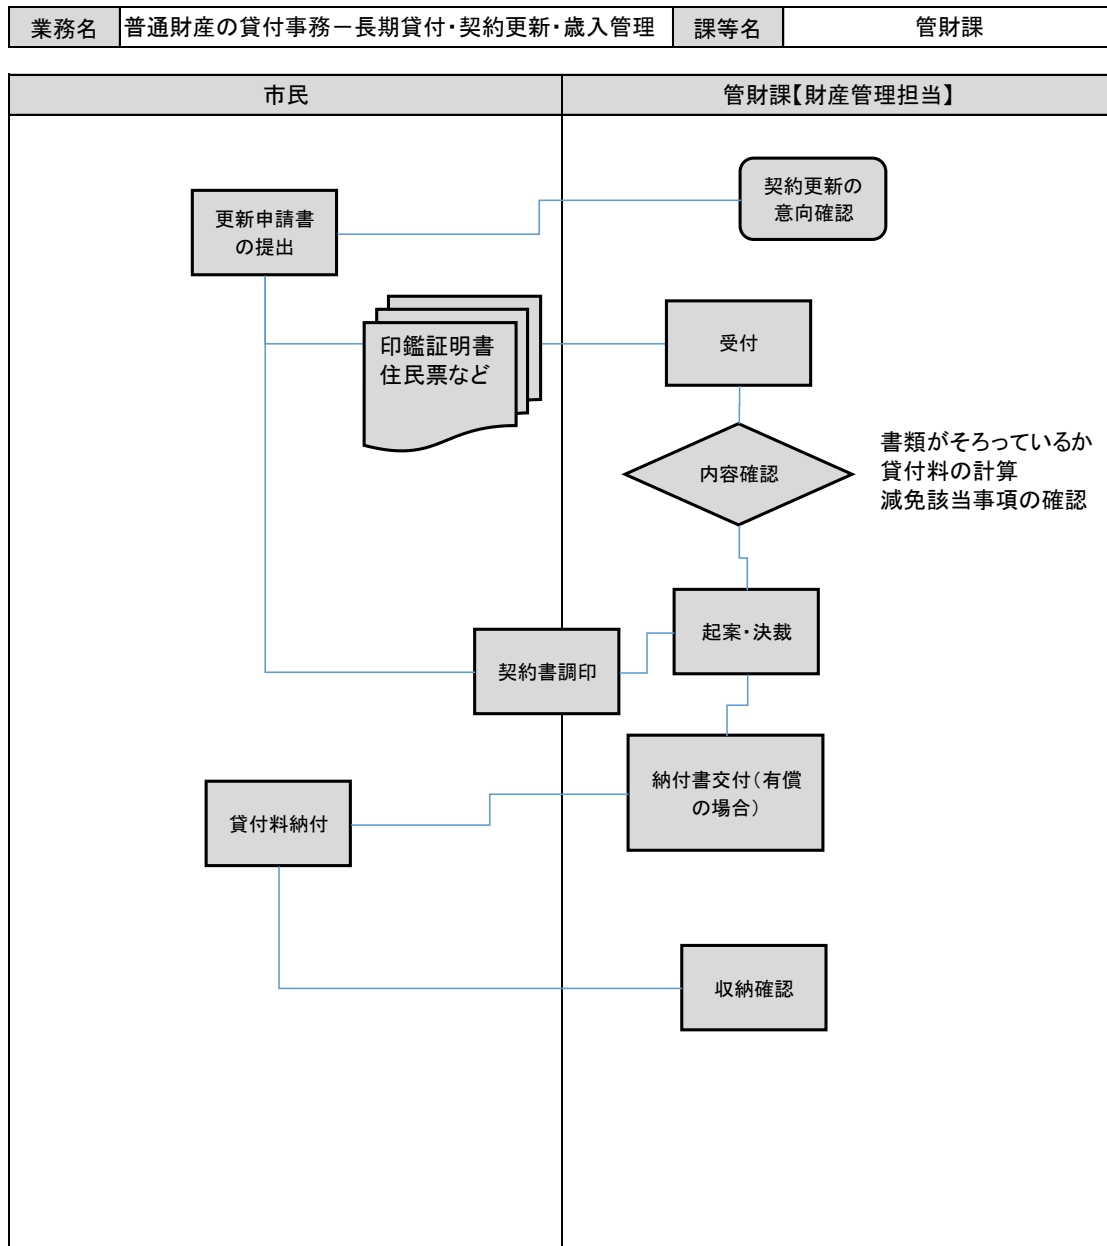 業務名 普通財産の貸付事務－長期貸付・契約更新・歳入管理 課等名 管財課
市民 管財課【財産管理担当】
契約更新の
意向確認
更新申請書
の提出
印鑑証明書
住民票など
受付
内容確認
書類がそろっているか
貸付料の計算
減免該当事項の確認
起案・決裁
契約書調印
納付書交付（有償
の場合）
貸付料納付
収納確認